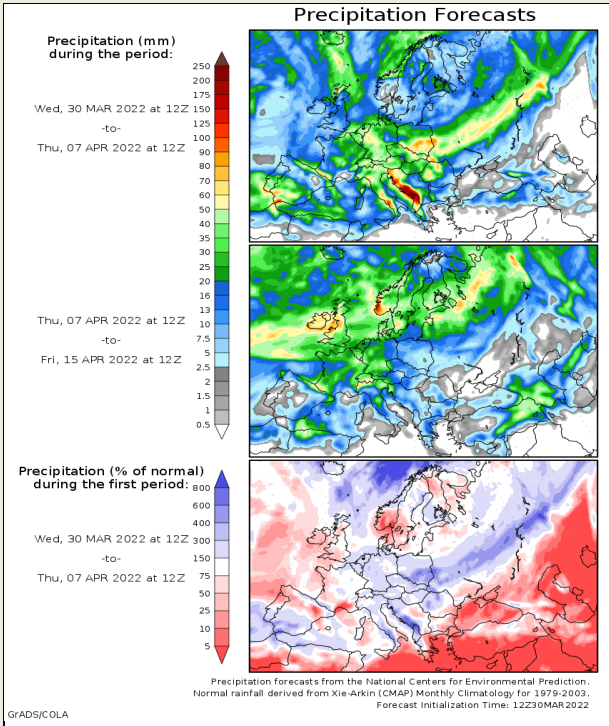 Precipitation Forecasts
Precipitation (mm)
during the period:
250
200
175
150
125
100
90
80
70
60
50
40
35
30
25
20
16
13
10
7.5
5
2.5
2
1.5
1
0.5
Wed, 30 MAR 2022 at 12Z
-to-
Thu, 07 APR 2022 at 12Z
Thu, 07 APR 2022 at 12Z
-to-
Fri, 15 APR 2022 at 12Z
Precipitation (% of normal)
during the first period:
800
600
400
300
150
75
50
25
10
5
Wed, 30 MAR 2022 at 12Z
-to-
Thu, 07 APR 2022 at 12Z
Precipitation forecasts from the National Centers for Environmental Prediction.
Normal rainfall derived from Xie-Arkin (CMAP) Monthly Climatology for 1979-2003.
Forecast Initialization Time: 12Z30MAR2022
GrADS/COLA